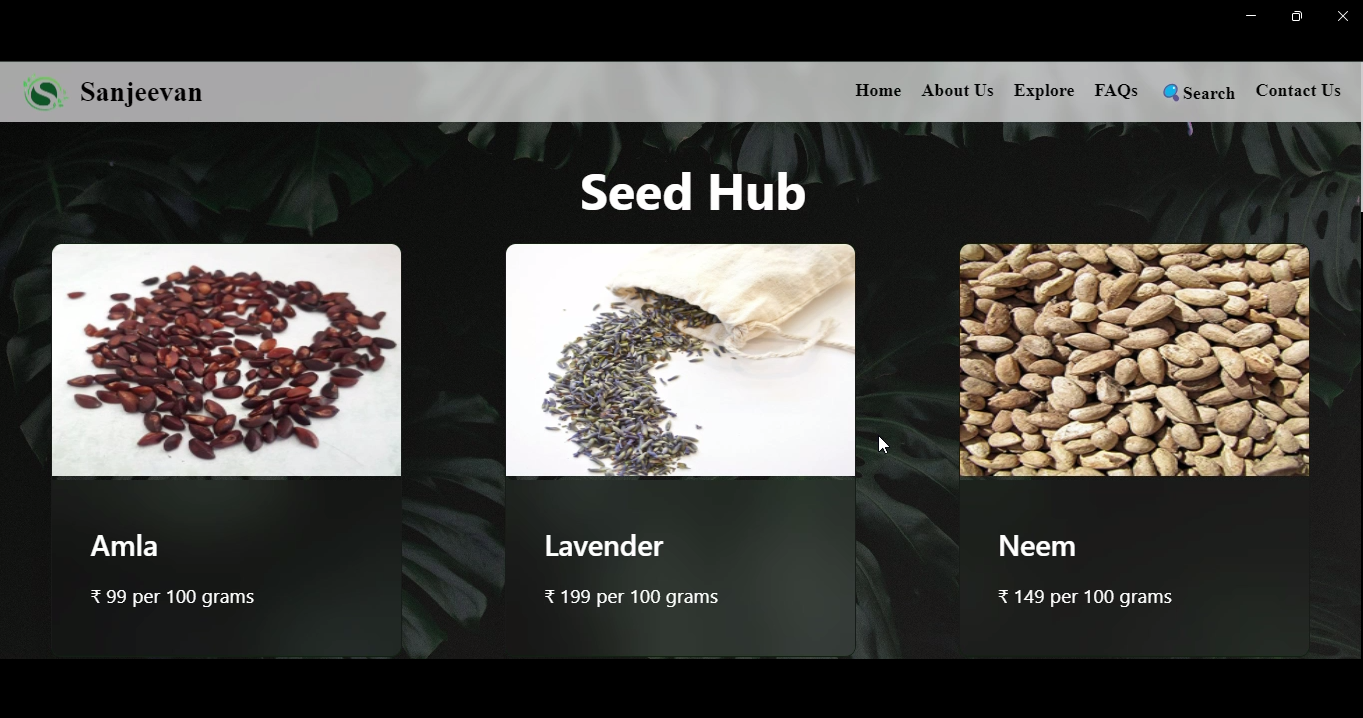 Sanjeevan
Home About Us Explore FAQs Search Contact Us
Seed Hub
Amla
₹ 99 per 100 grams
Lavender
₹ 199 per 100 grams
Neem
₹ 149 per 100 grams